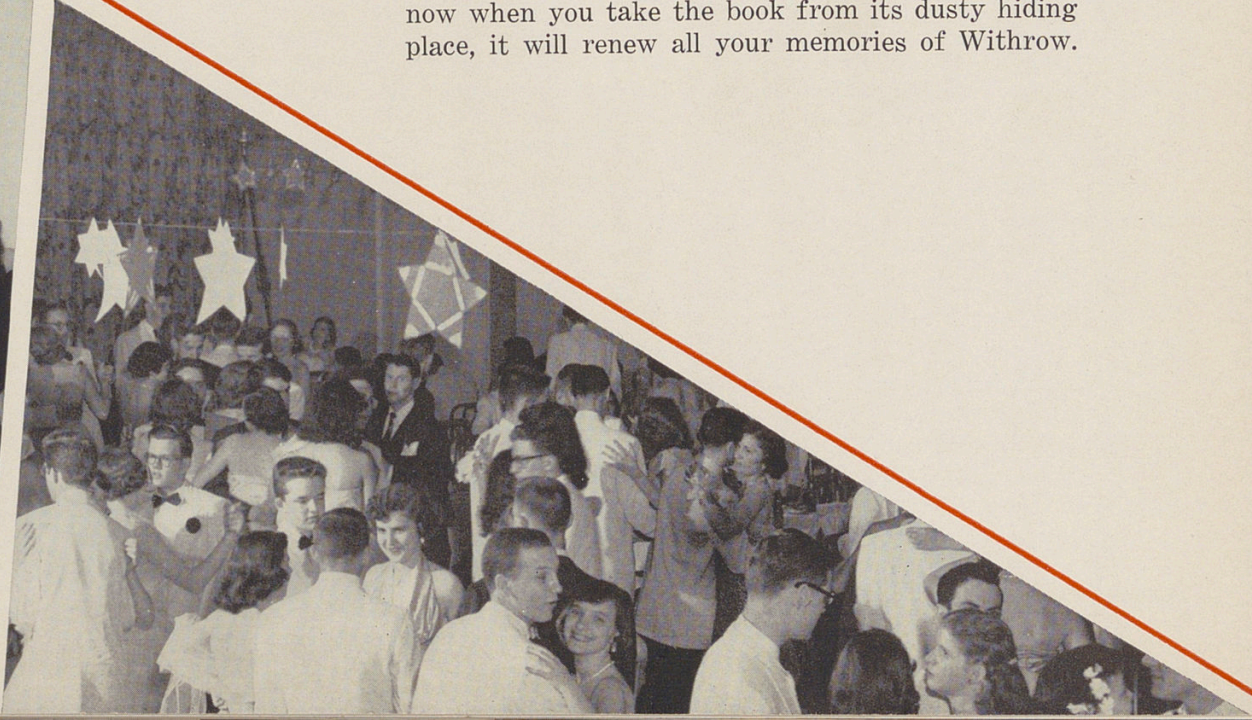 now when you take the book from its dusty hiding
place, it will renew all your memories of Withrow.